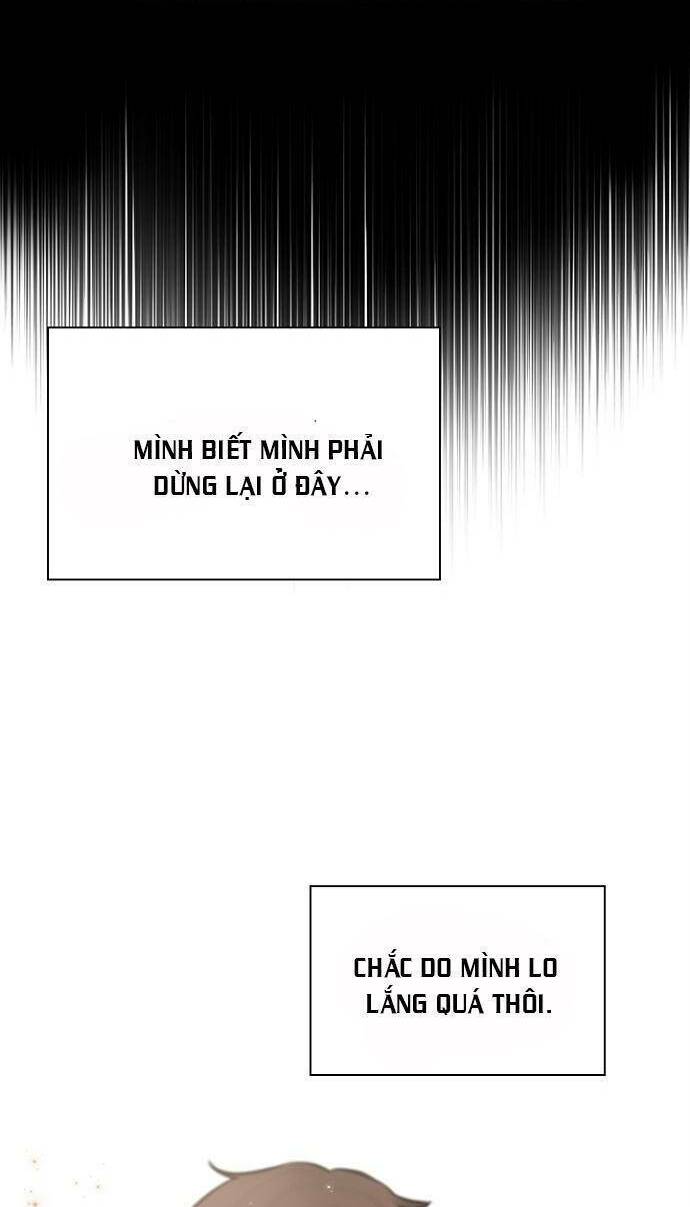 MÌNH BIẾT MÌNH PHẢI
DỪNG LẠI Ở ĐÂY...
CHẮC DO MÌNH LO
LẮNG QUÁ THÔI.